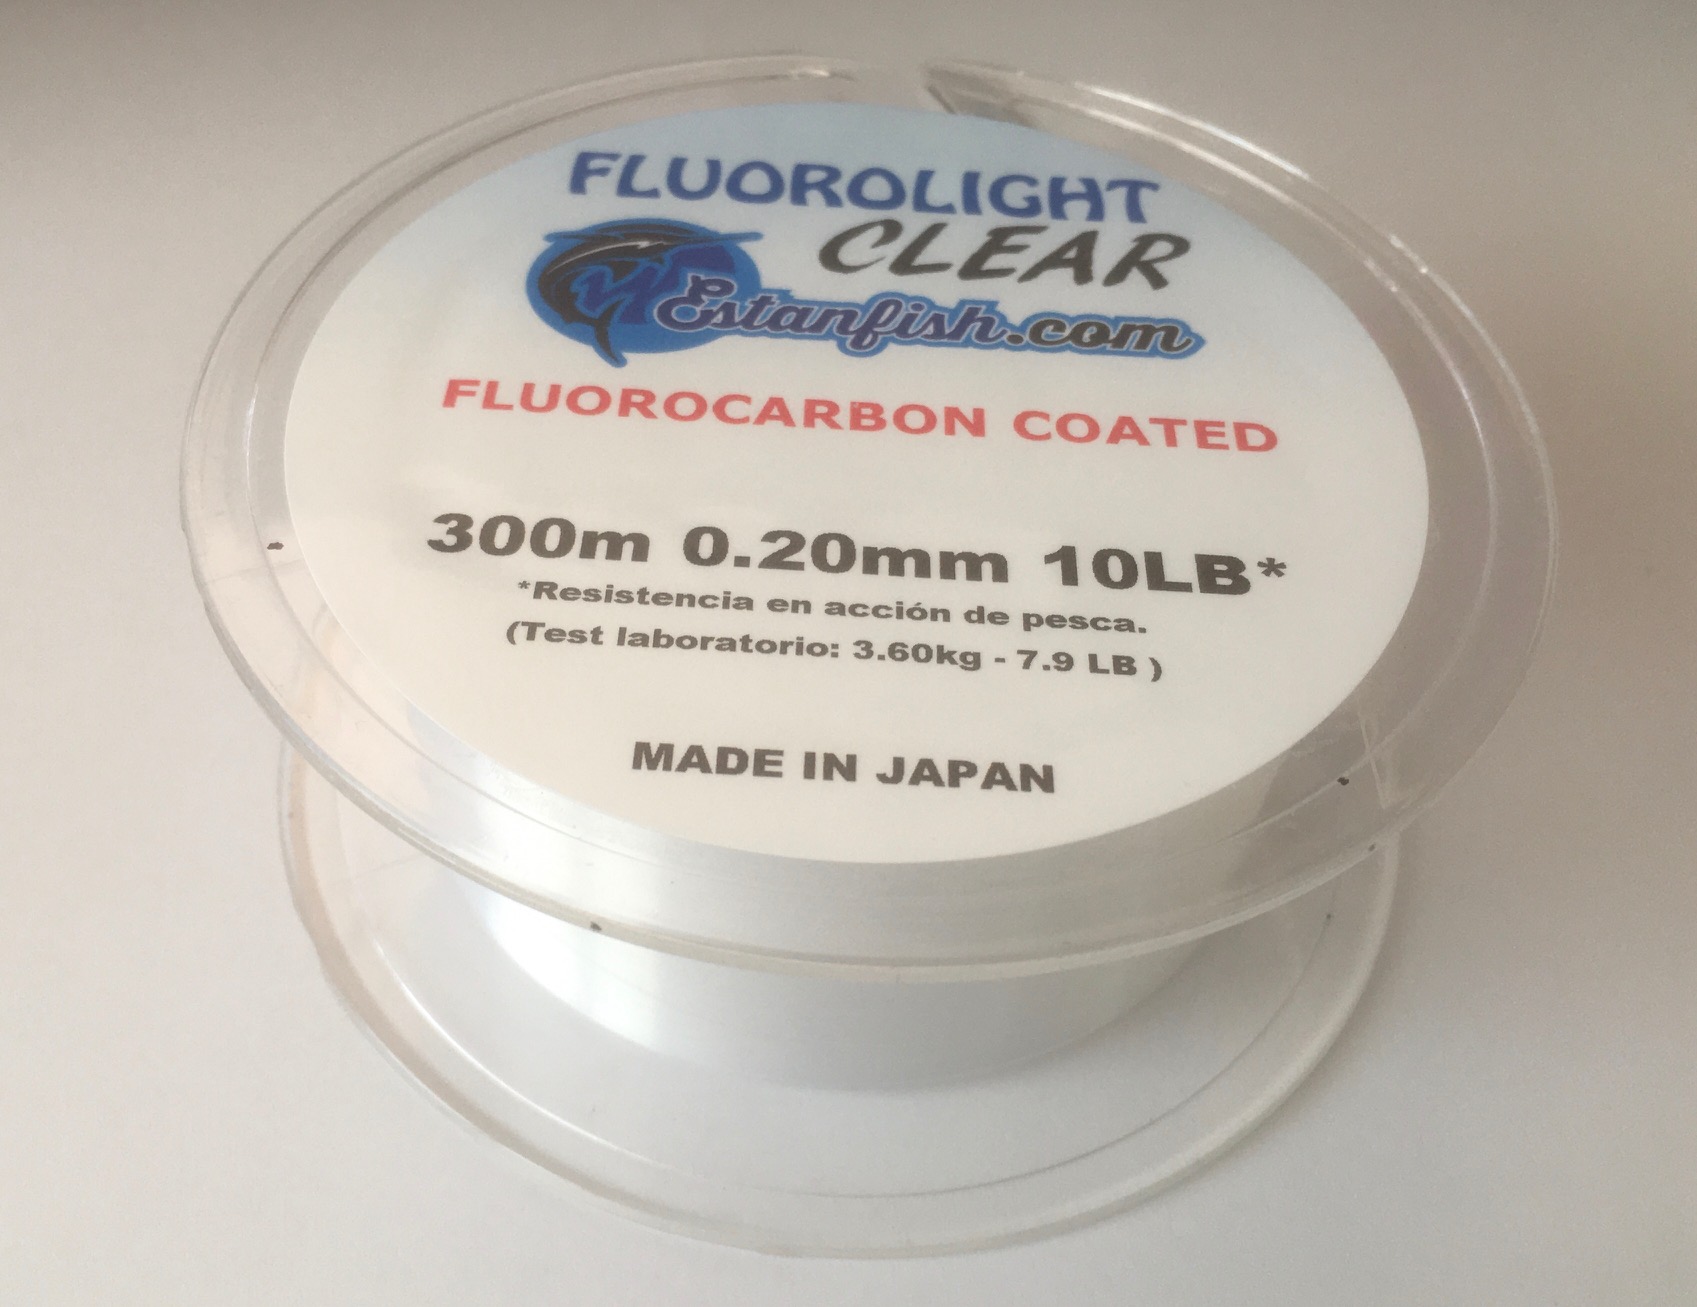 FLUOROLIGHT
CLEAR
Estanfish.com
FLUOROCARBON COATED
300m 0.20mm 10LB*
*Resistencia en acción de pesca.
(Test laboratorio: 3.60kg - 7.9 LB )
MADE IN JAPAN